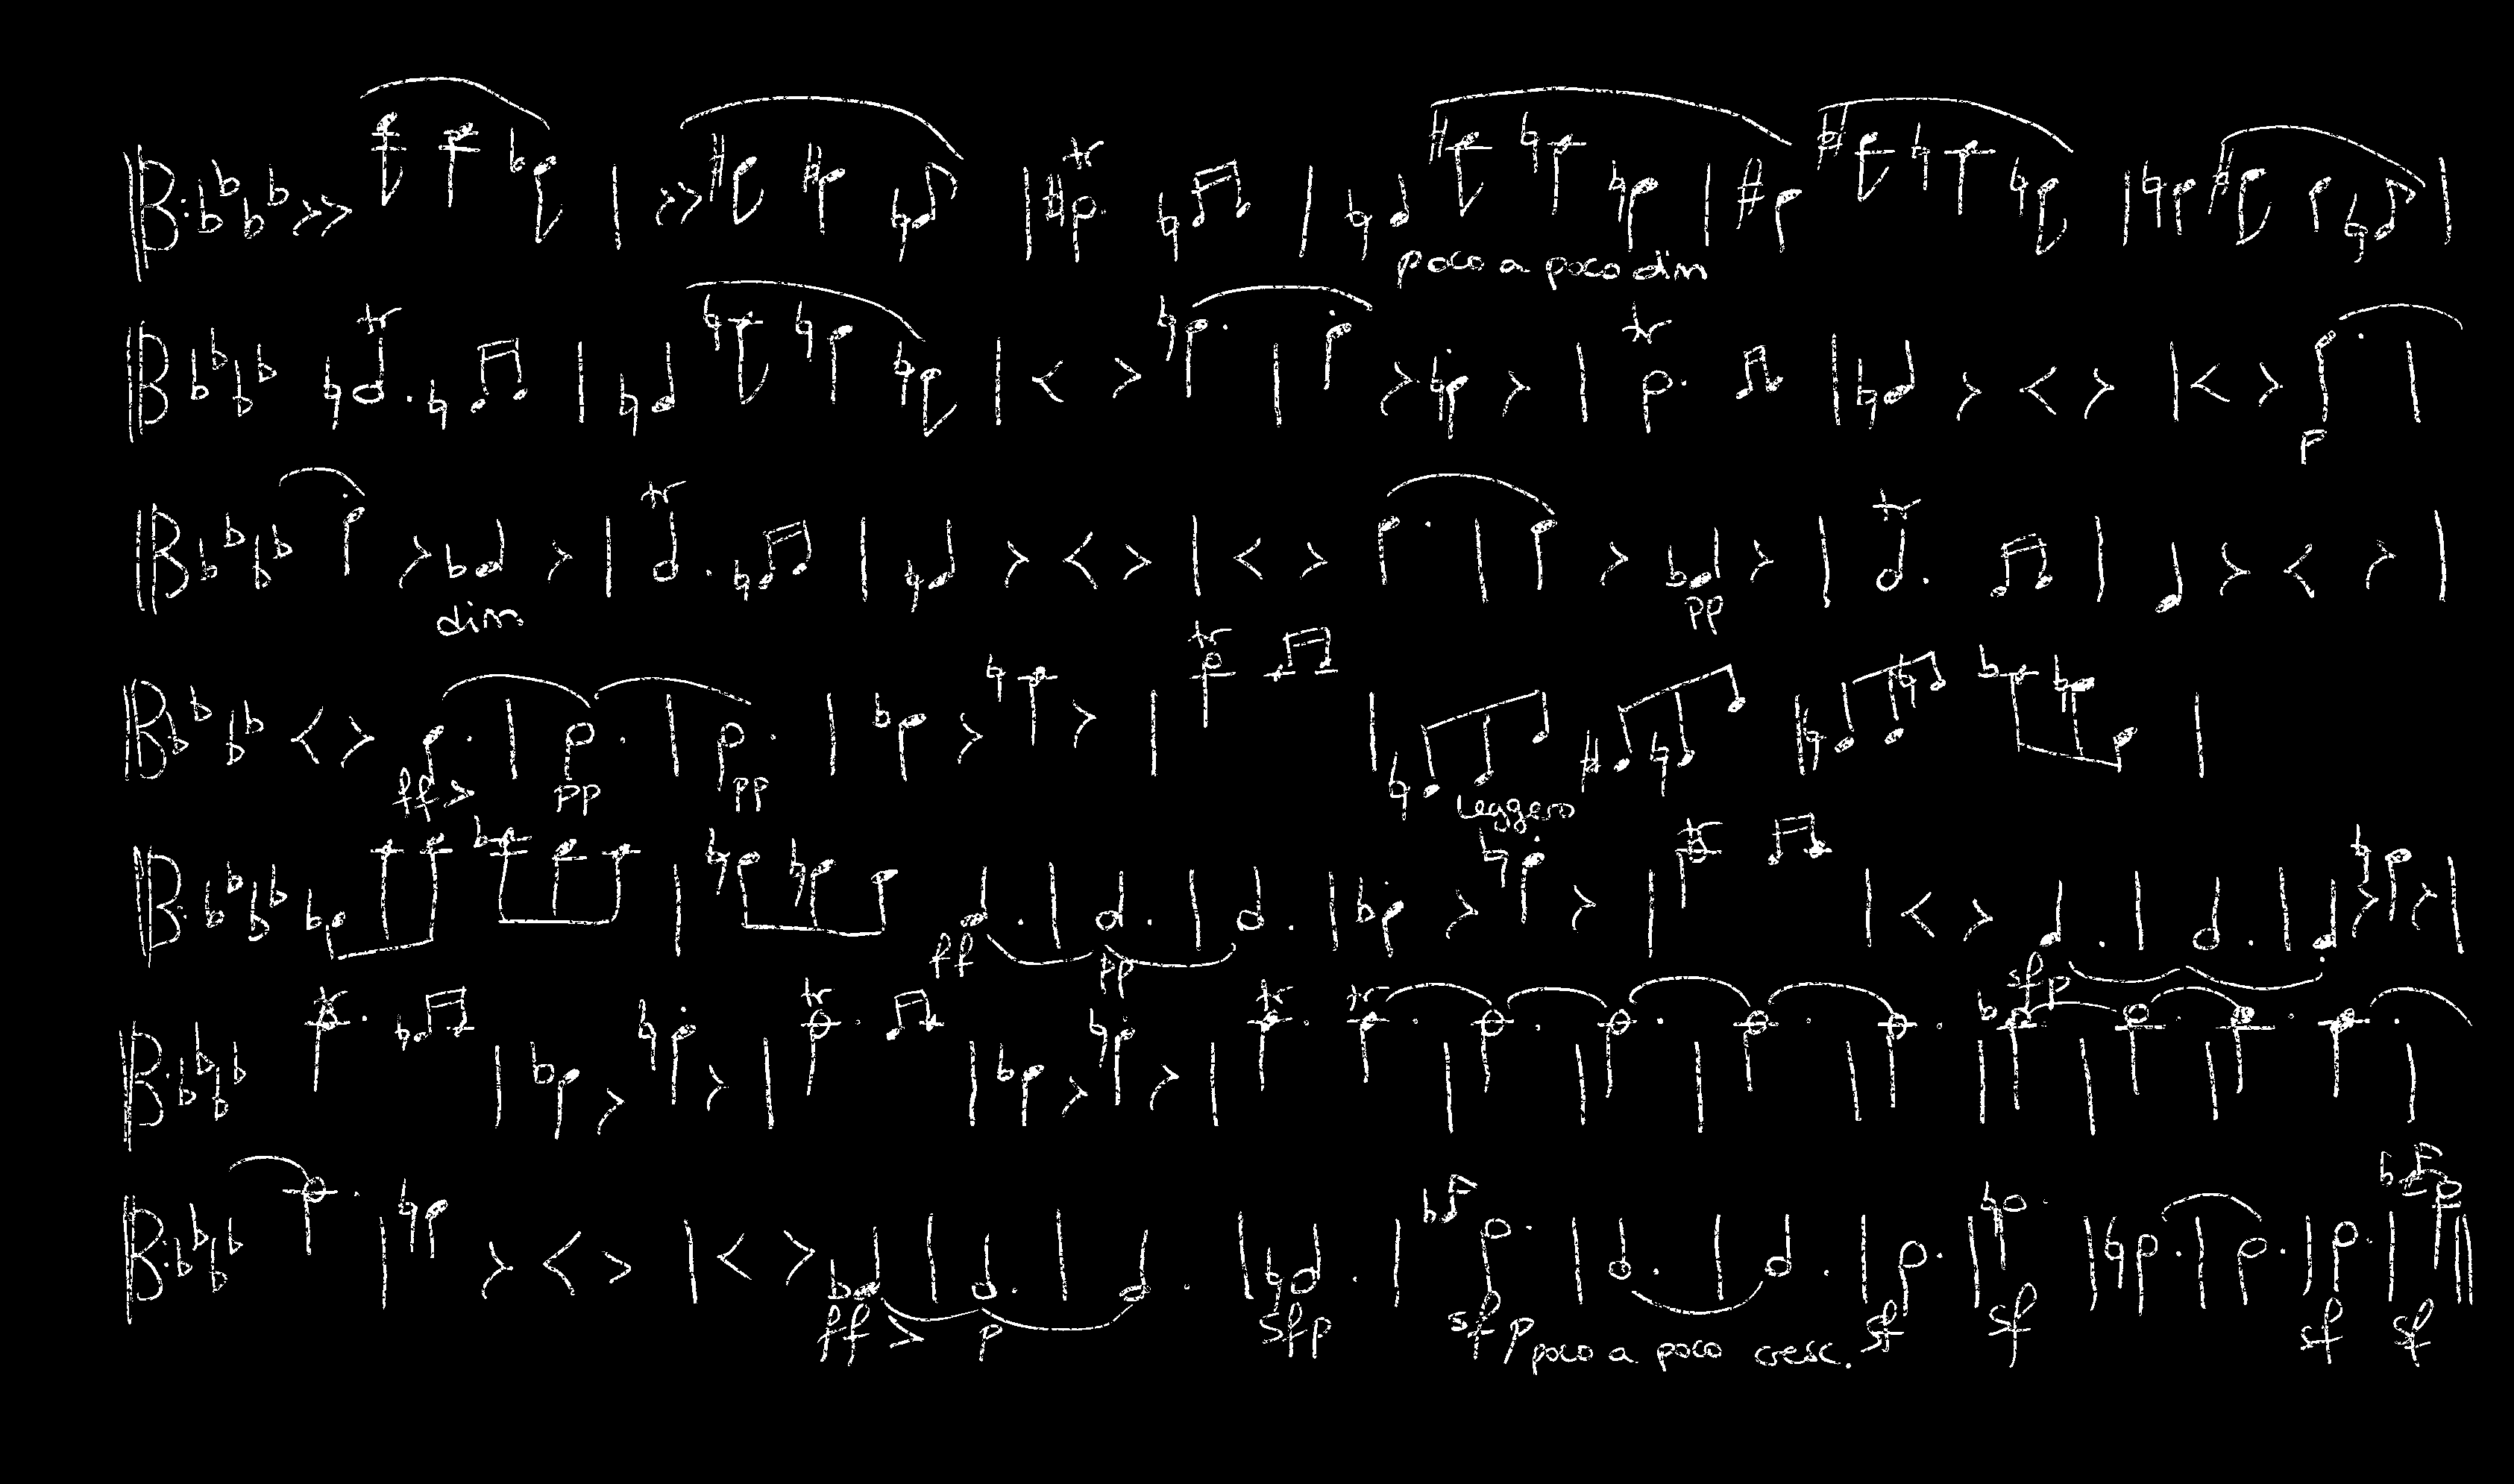 tr
poco a poco dim
tr tr
p
tr tr
dim pp
tr
ff pp pp
leggero
tr
ff pp sfp
tr tr tr tr
ff p sfp sfp poco a poco cresc. sf sf sf sf